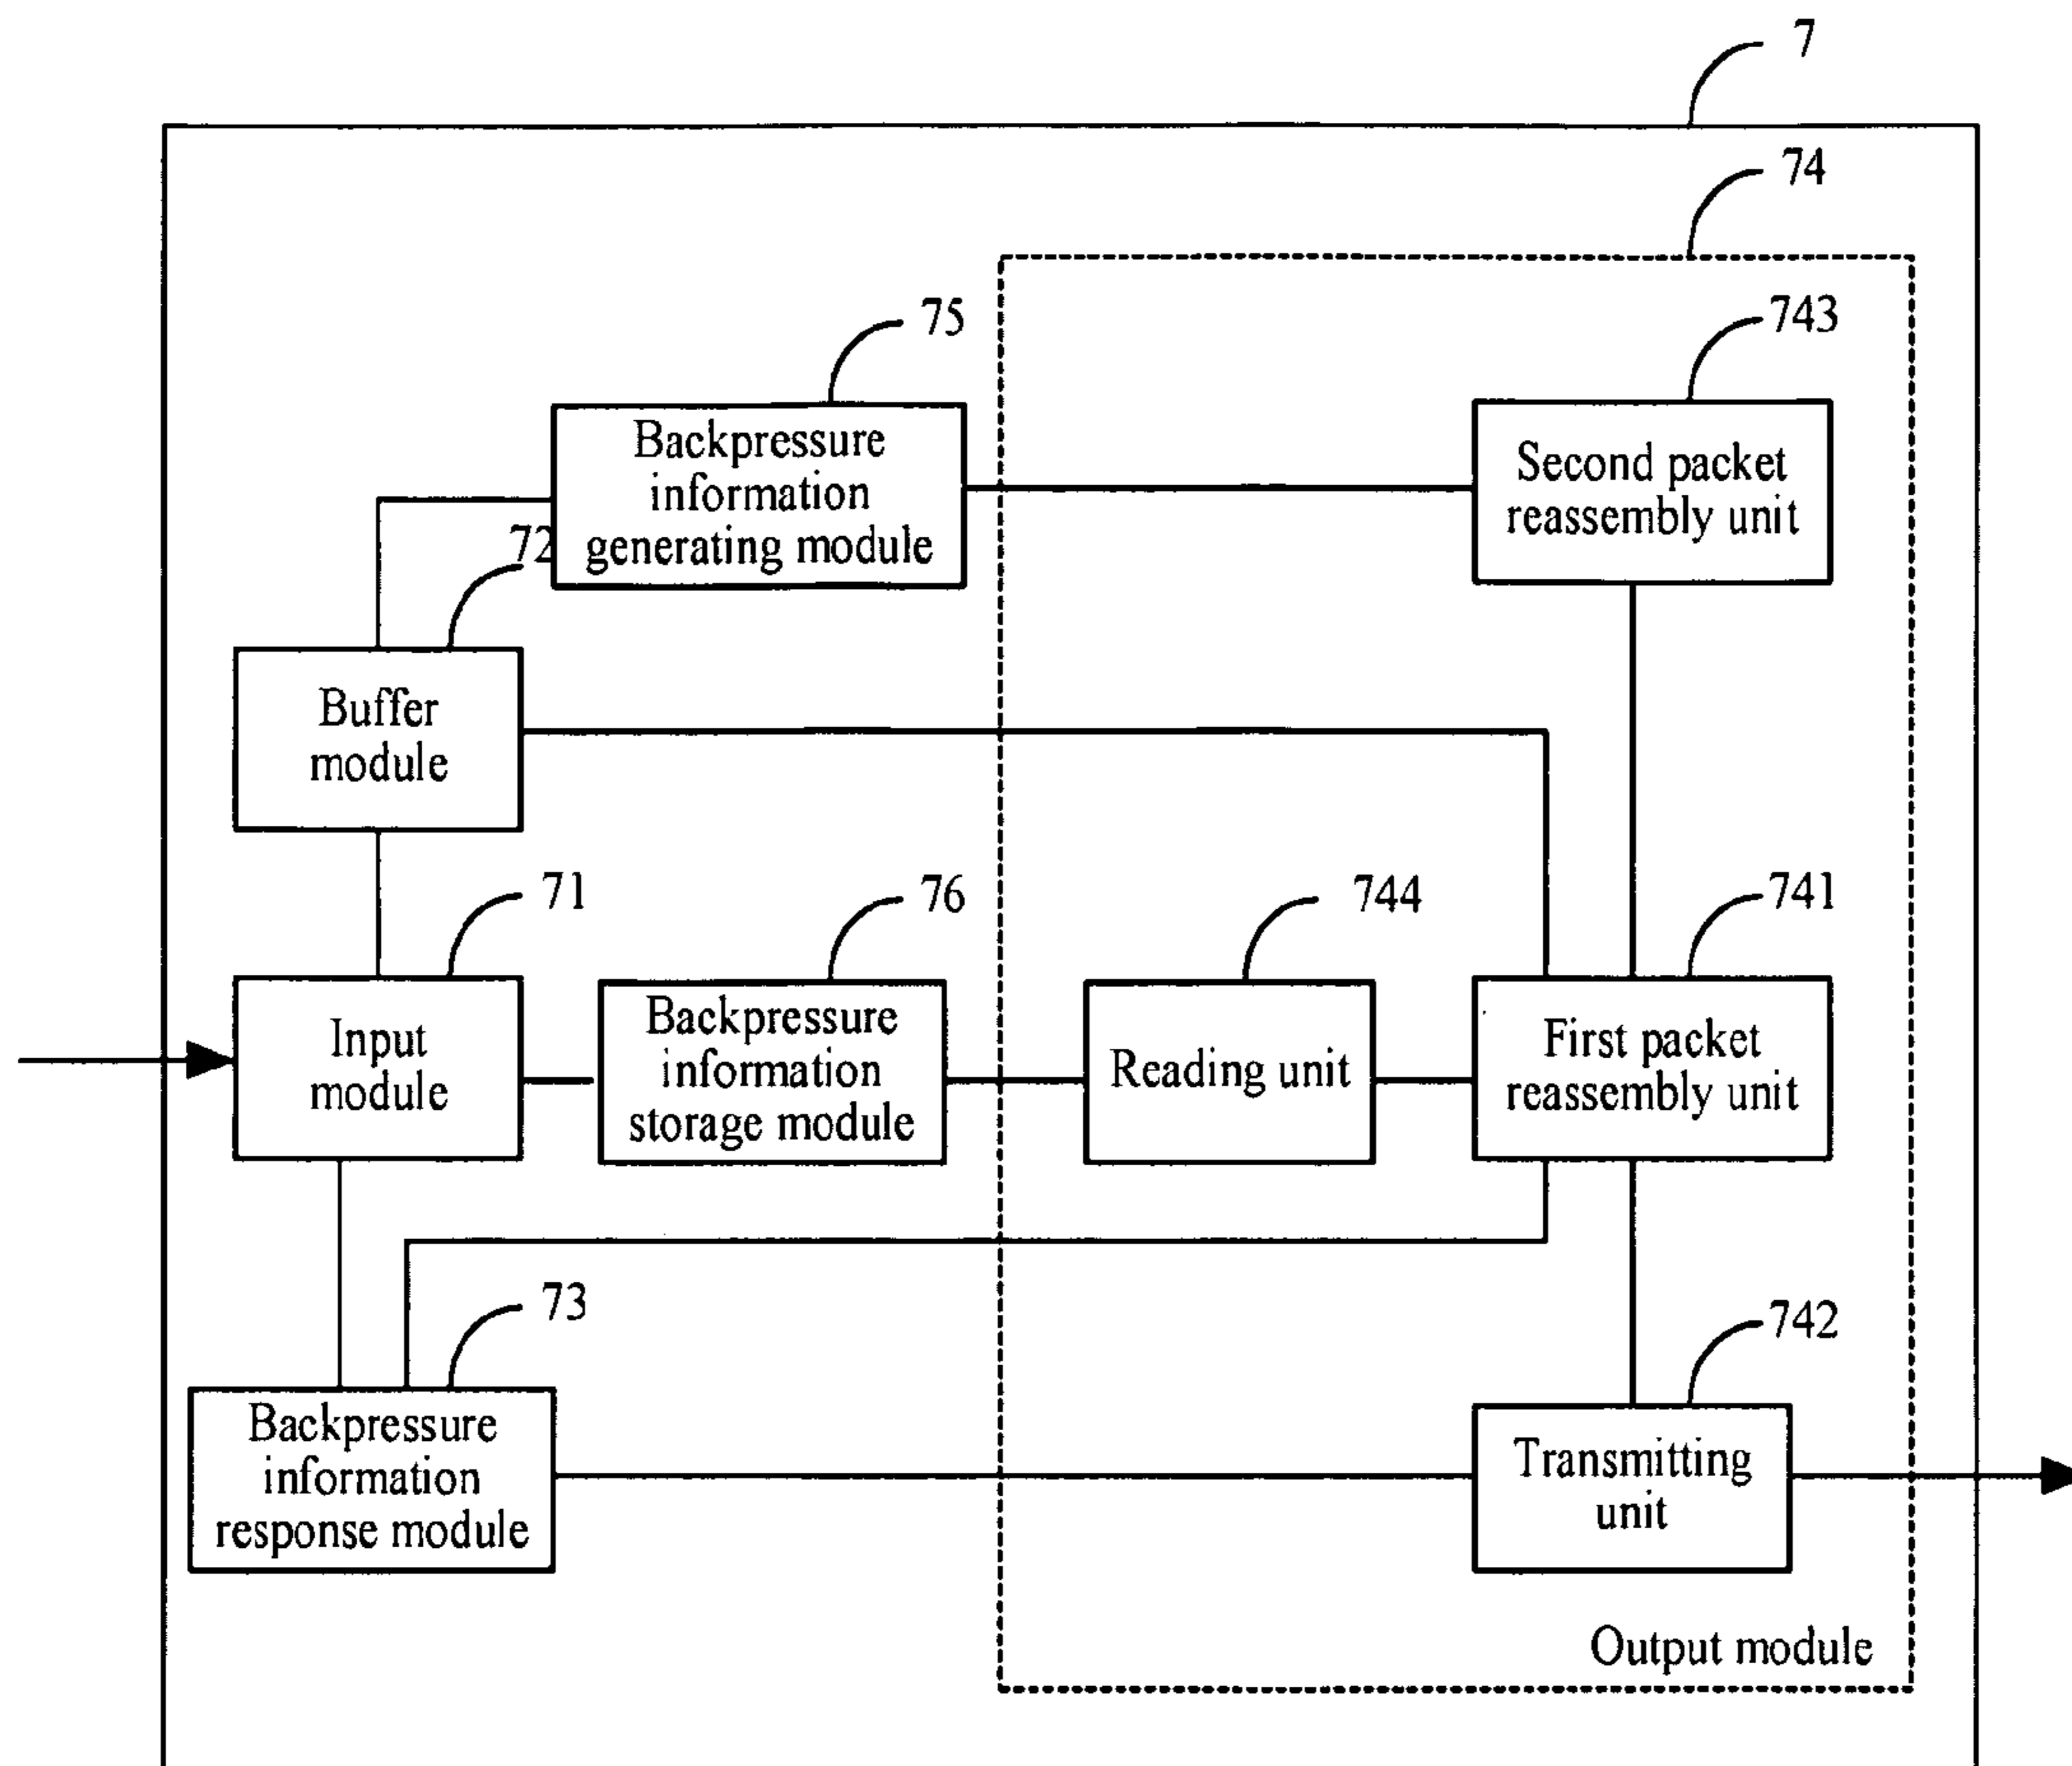 7
74
75
743
Backpressure
information
generating module
Second packet
reassembly unit
72
Buffer
module
71
76
744
741
Input
module
Backpressure
information
storage module
Reading unit
First packet
reassembly unit
73
742
Backpressure
information
response module
Transmitting
unit
Output module